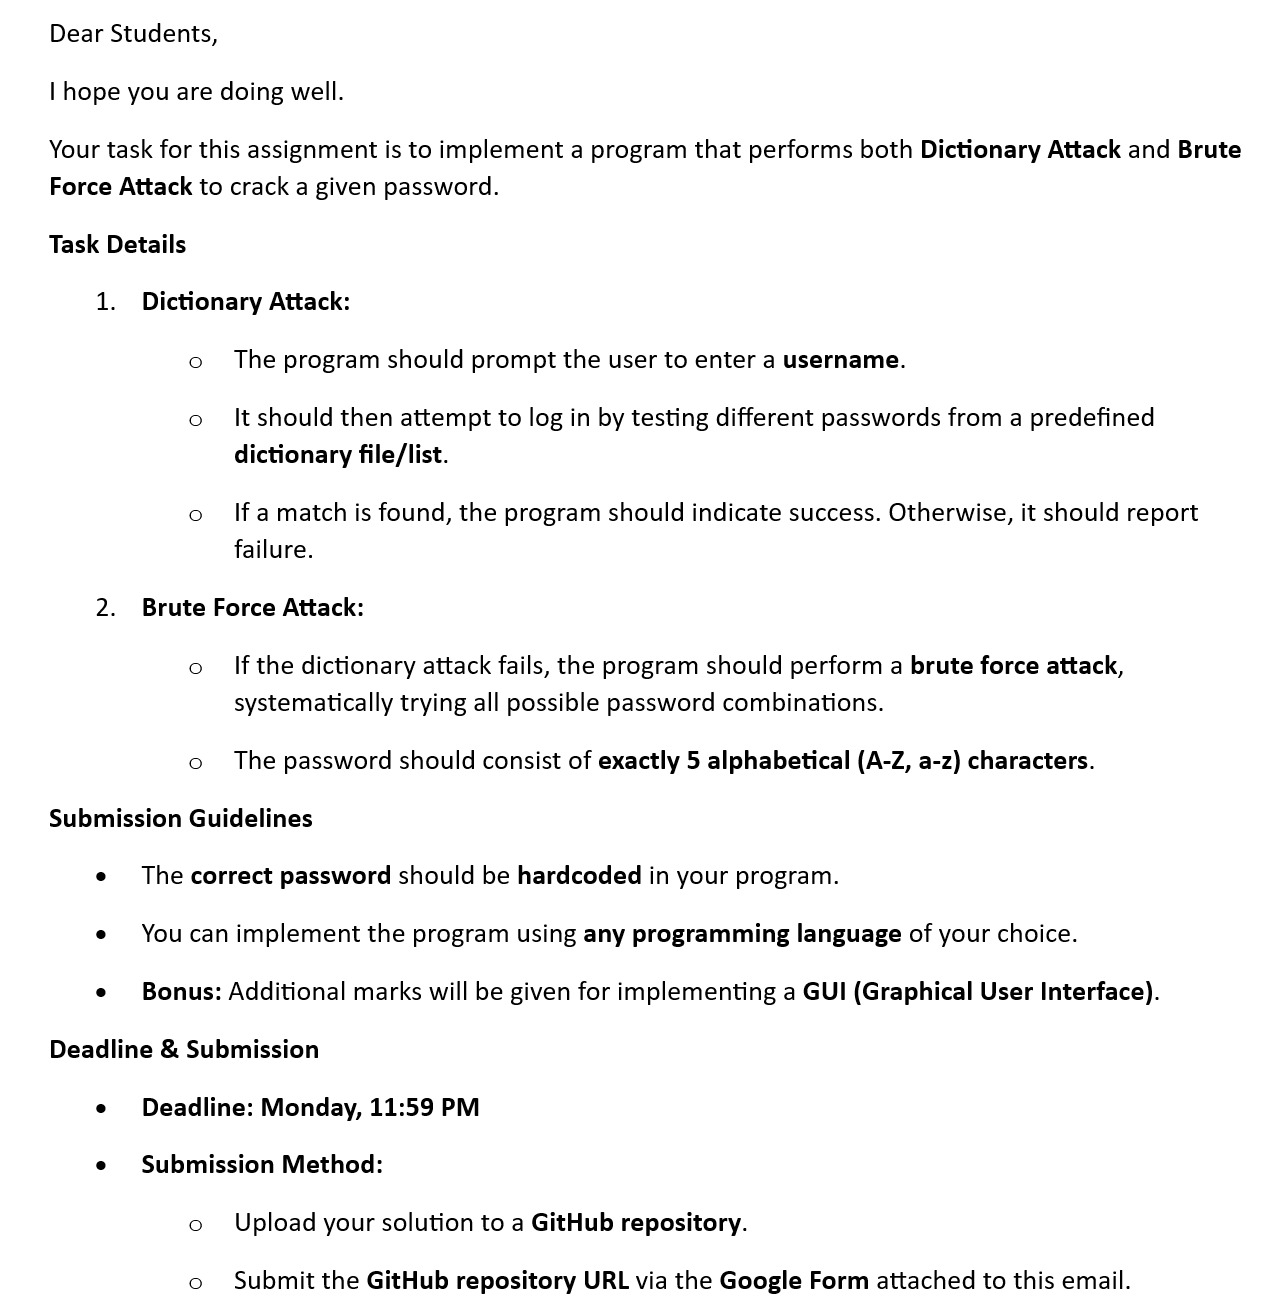 Dear Students,
I hope you are doing well.
Your task for this assignment is to implement a program that performs both Dictionary Attack and Brute
Force Attack to crack a given password.
Task Details
1. Dictionary Attack:
o The program should prompt the user to enter a username.
o It should then attempt to log in by testing different passwords from a predefined
dictionary file/list.
o If a match is found, the program should indicate success. Otherwise, it should report
failure.
2. Brute Force Attack:
o If the dictionary attack fails, the program should perform a brute force attack,
systematically trying all possible password combinations.
o The password should consist of exactly 5 alphabetical (A-Z, a-z) characters.
Submission Guidelines
• The correct password should be hardcoded in your program.
• You can implement the program using any programming language of your choice.
• Bonus: Additional marks will be given for implementing a GUI (Graphical User Interface).
Deadline & Submission
• Deadline: Monday, 11:59 PM
• Submission Method:
o Upload your solution to a GitHub repository.
o Submit the GitHub repository URL via the Google Form attached to this email.